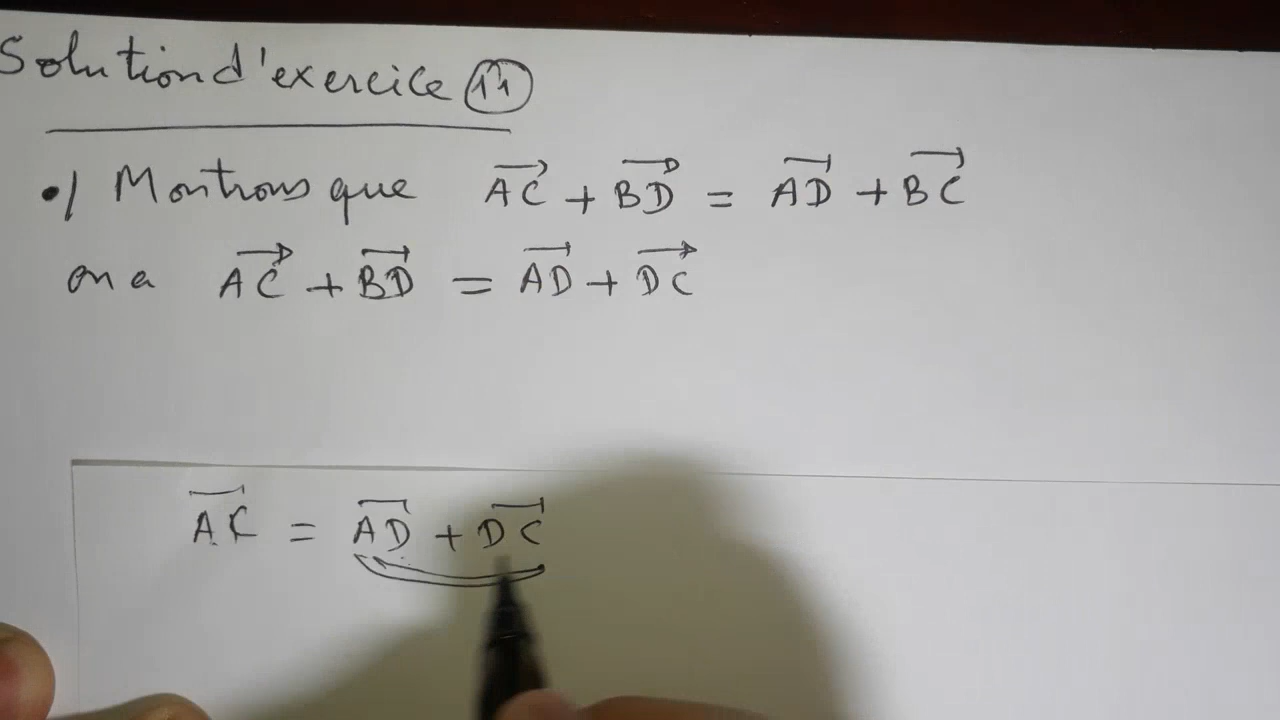 Solution d'exercice 11
•/ Montrons que AC + BD = AD + BC
on a AC + BD = AD + DC
AC = AD + DC